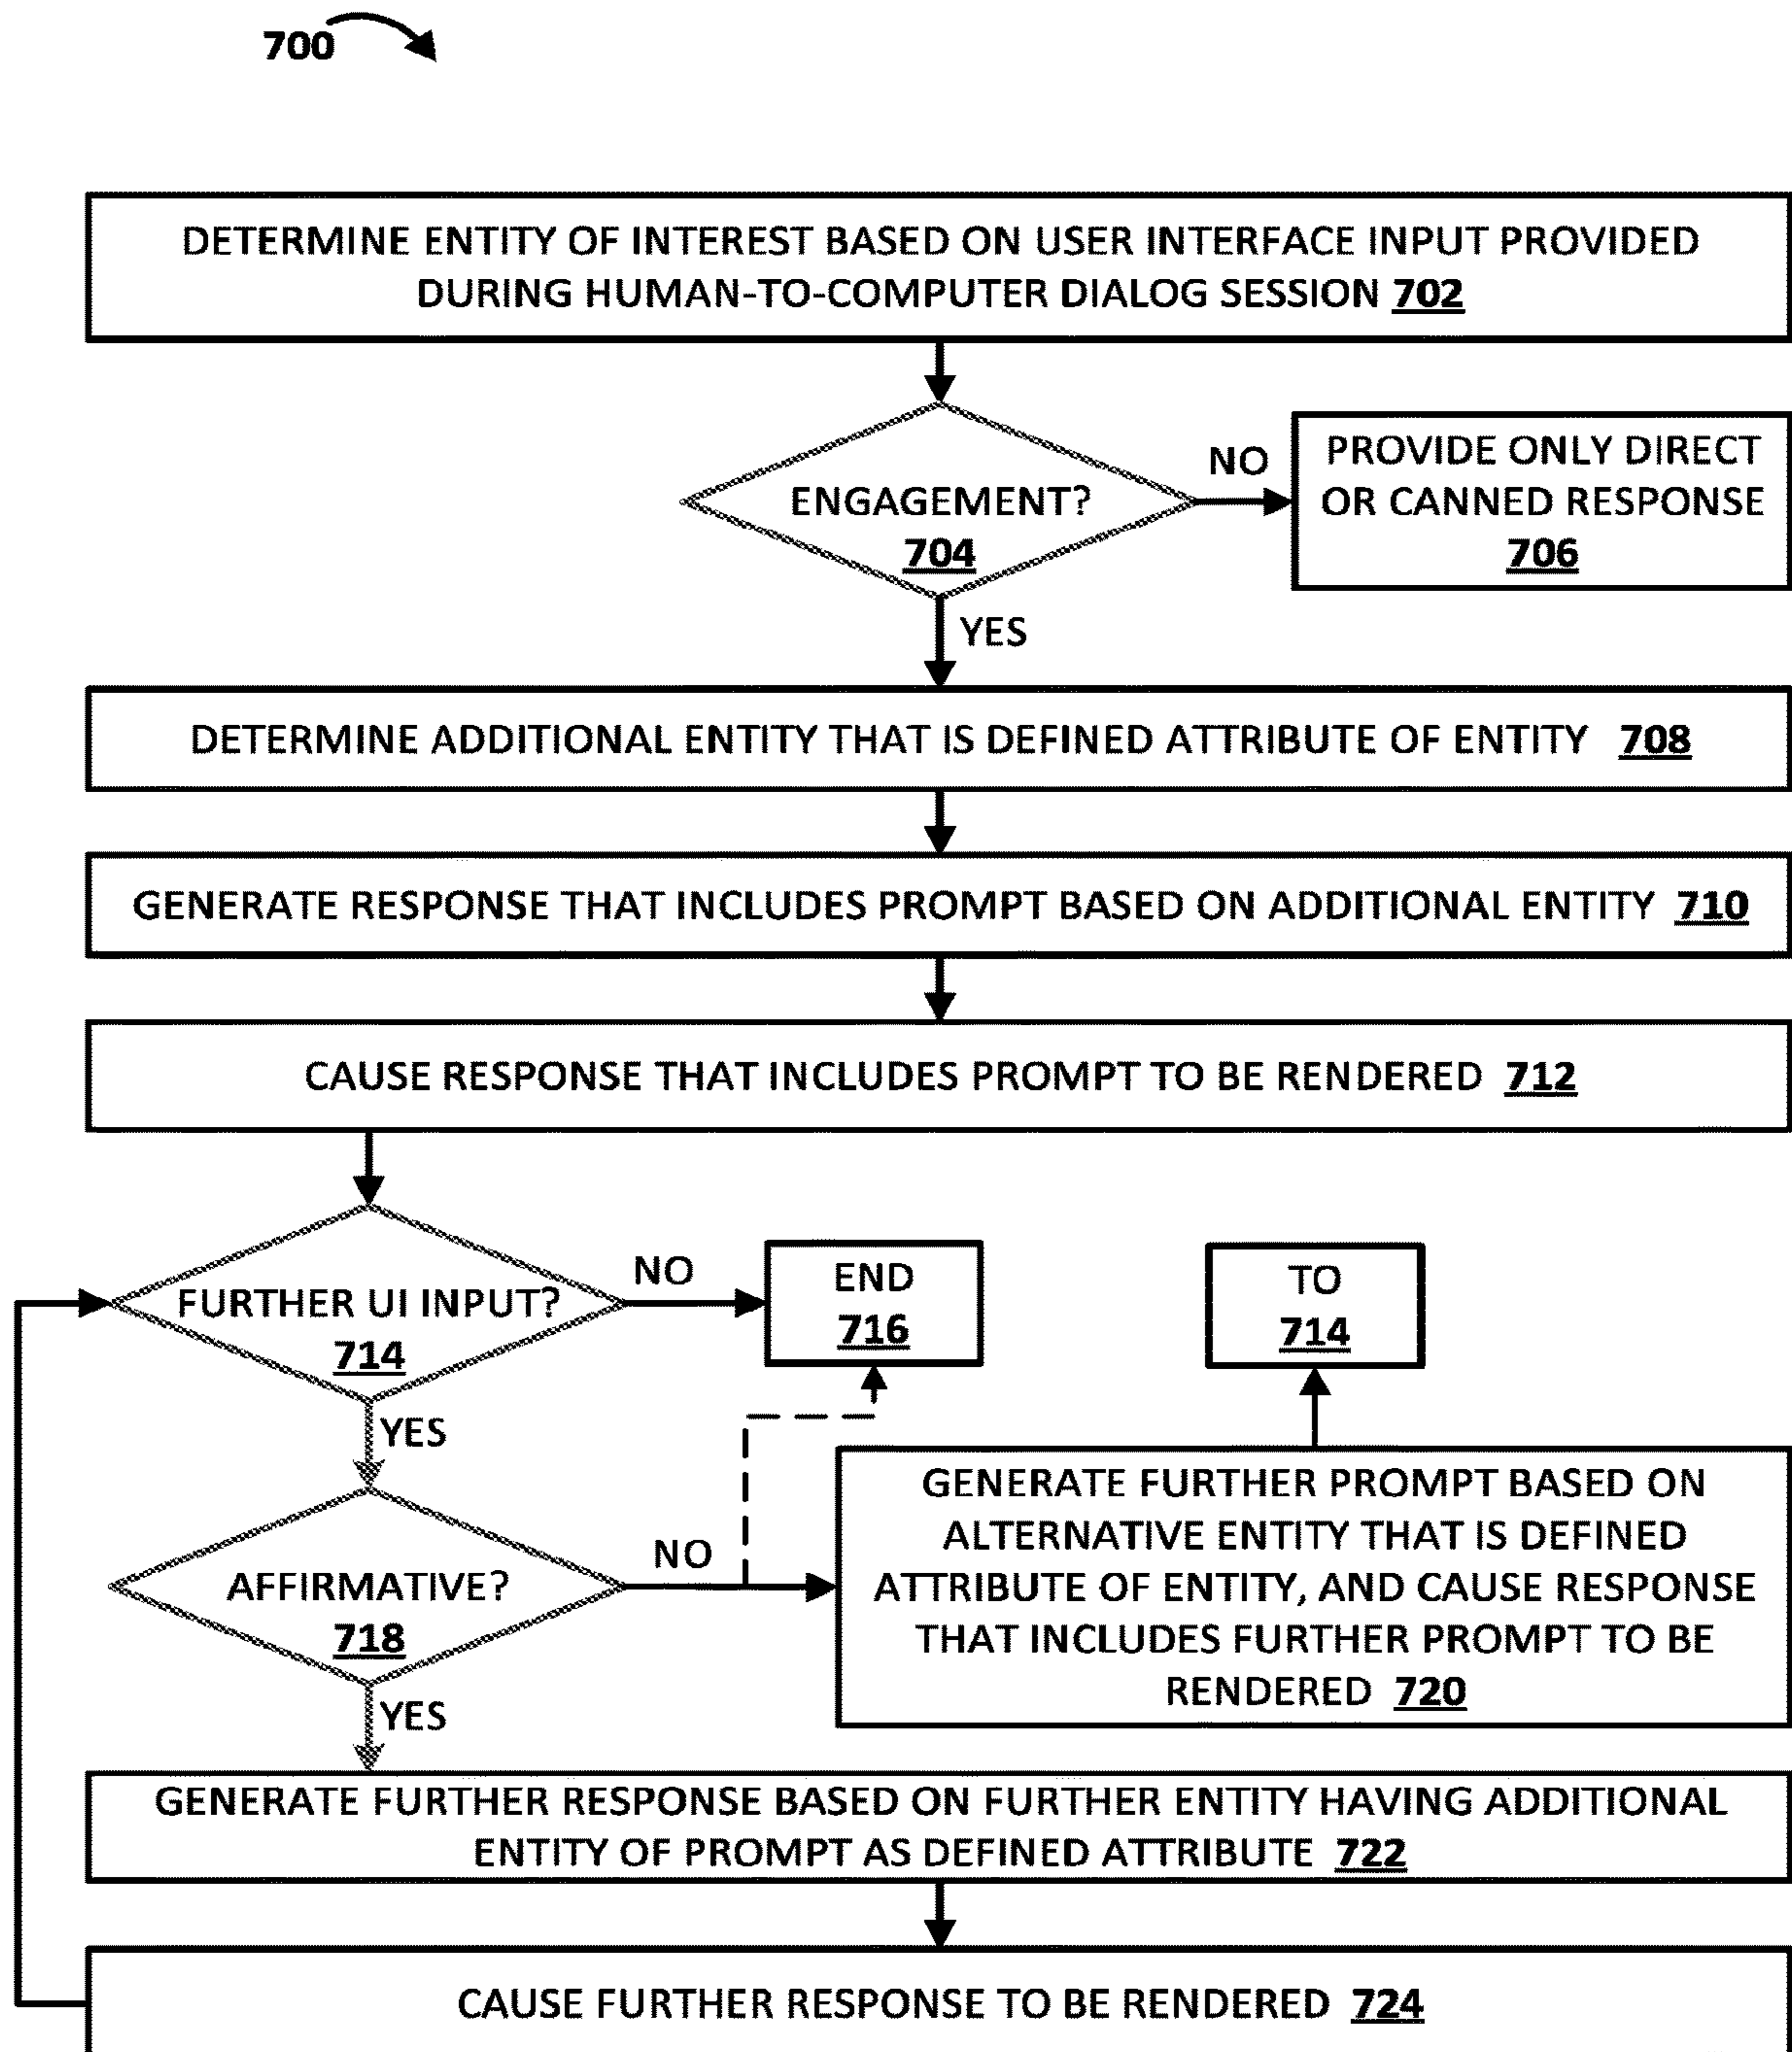 700
DETERMINE ENTITY OF INTEREST BASED ON USER INTERFACE INPUT PROVIDED
DURING HUMAN-TO-COMPUTER DIALOG SESSION 702
ENGAGEMENT?
704
NO
PROVIDE ONLY DIRECT
OR CANNED RESPONSE
706
YES
DETERMINE ADDITIONAL ENTITY THAT IS DEFINED ATTRIBUTE OF ENTITY 708
GENERATE RESPONSE THAT INCLUDES PROMPT BASED ON ADDITIONAL ENTITY 710
CAUSE RESPONSE THAT INCLUDES PROMPT TO BE RENDERED 712
FURTHER UI INPUT?
714
NO
END
716
TO
714
YES
AFFIRMATIVE?
718
NO
GENERATE FURTHER PROMPT BASED ON
ALTERNATIVE ENTITY THAT IS DEFINED
ATTRIBUTE OF ENTITY, AND CAUSE RESPONSE
THAT INCLUDES FURTHER PROMPT TO BE
RENDERED 720
YES
GENERATE FURTHER RESPONSE BASED ON FURTHER ENTITY HAVING ADDITIONAL
ENTITY OF PROMPT AS DEFINED ATTRIBUTE 722
CAUSE FURTHER RESPONSE TO BE RENDERED 724